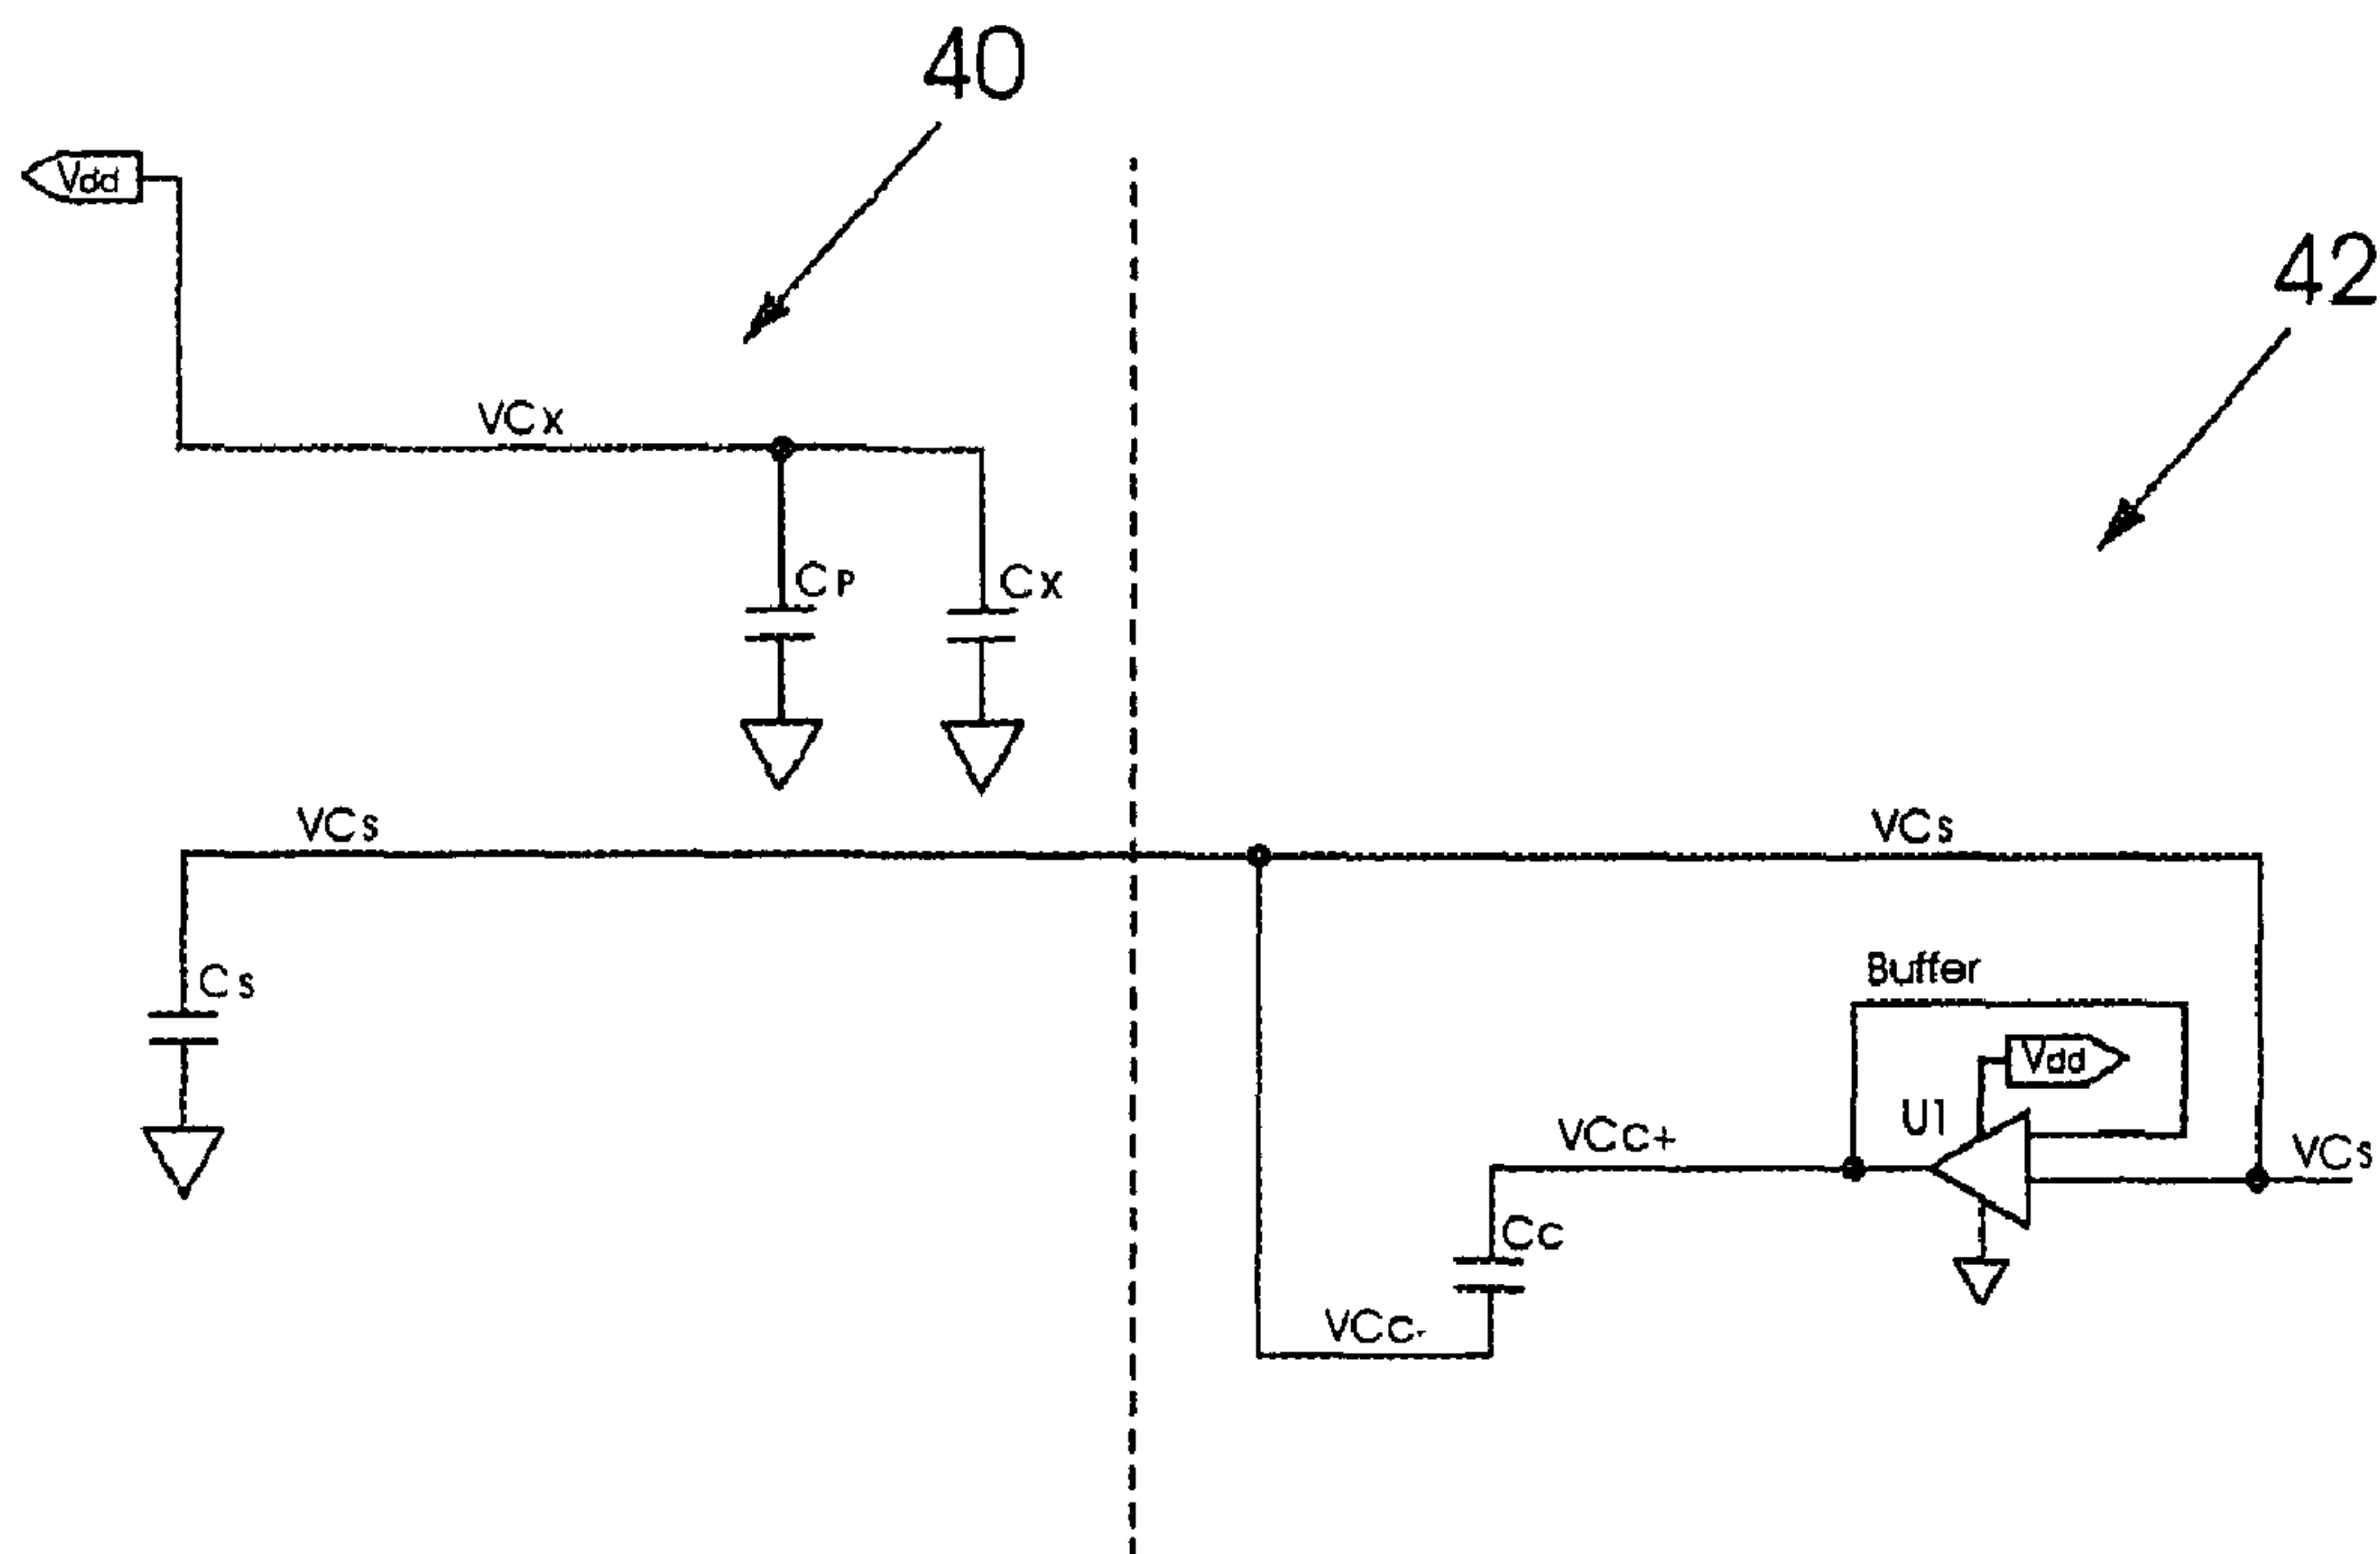 40
Vdd
42
VCx
CP
Cx
VCs
VCs
Buffer
Cs
Vdd
U1
VCc+
VCs
Cc
VCc-